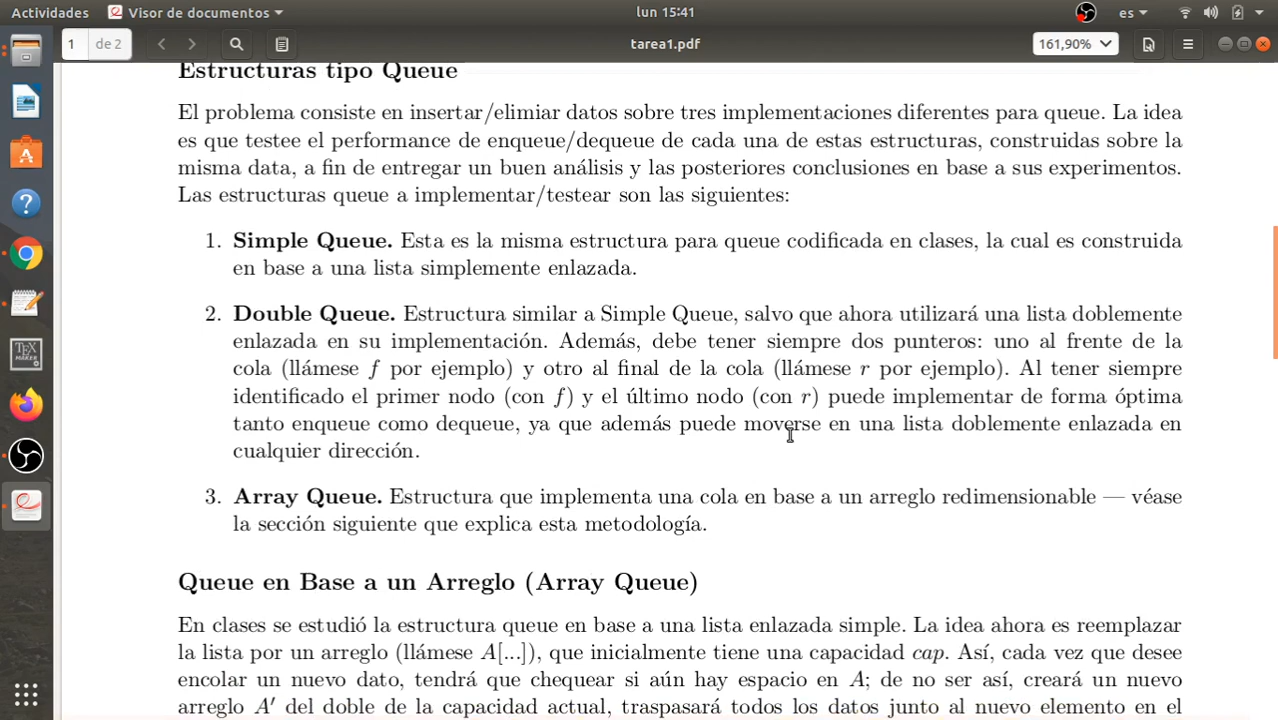 Actividades Visor de documentos lun 15:41 es
1 de 2 tarea1.pdf 161,90%
Estructuras tipo Queue
El problema consiste en insertar/elimiar datos sobre tres implementaciones diferentes para queue. La idea
es que testee el performance de enqueue/dequeue de cada una de estas estructuras, construidas sobre la
misma data, a fin de entregar un buen análisis y las posteriores conclusiones en base a sus experimentos.
Las estructuras queue a implementar/testear son las siguientes:
1. Simple Queue. Esta es la misma estructura para queue codificada en clases, la cual es construida
en base a una lista simplemente enlazada.
2. Double Queue. Estructura similar a Simple Queue, salvo que ahora utilizará una lista doblemente
enlazada en su implementación. Además, debe tener siempre dos punteros: uno al frente de la
cola (llámese f por ejemplo) y otro al final de la cola (llámese r por ejemplo). Al tener siempre
identificado el primer nodo (con f) y el último nodo (con r) puede implementar de forma óptima
tanto enqueue como dequeue, ya que además puede moverse en una lista doblemente enlazada en
cualquier dirección.
3. Array Queue. Estructura que implementa una cola en base a un arreglo redimensionable — véase
la sección siguiente que explica esta metodología.
Queue en Base a un Arreglo (Array Queue)
En clases se estudió la estructura queue en base a una lista enlazada simple. La idea ahora es reemplazar
la lista por un arreglo (llámese A[...]), que inicialmente tiene una capacidad cap. Así, cada vez que desee
encolar un nuevo dato, tendrá que chequear si aún hay espacio en A; de no ser así, creará un nuevo
arreglo A′ del doble de la capacidad actual, traspasará todos los datos junto al nuevo elemento en el
TEX MAKER